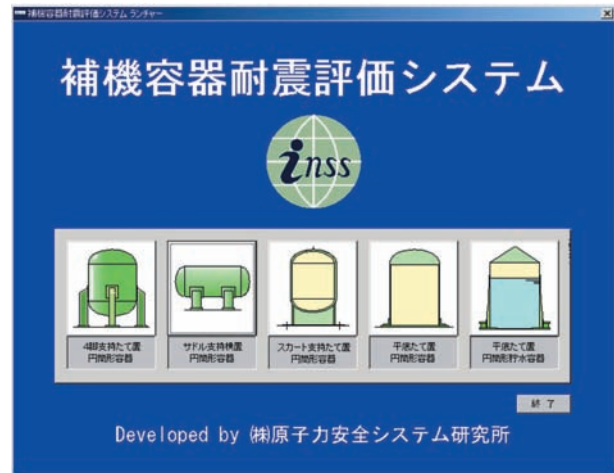 補機容器耐震評価システム ランチャー
補機容器耐震評価システム
inss
4脚支持たて置
円筒形容器
サドル支持横置
円筒形容器
スカート支持たて置
円筒形容器
平底たて置
円筒形容器
平底たて置
円筒形貯水容器
終 了
Developed by ㈱原子力安全システム研究所